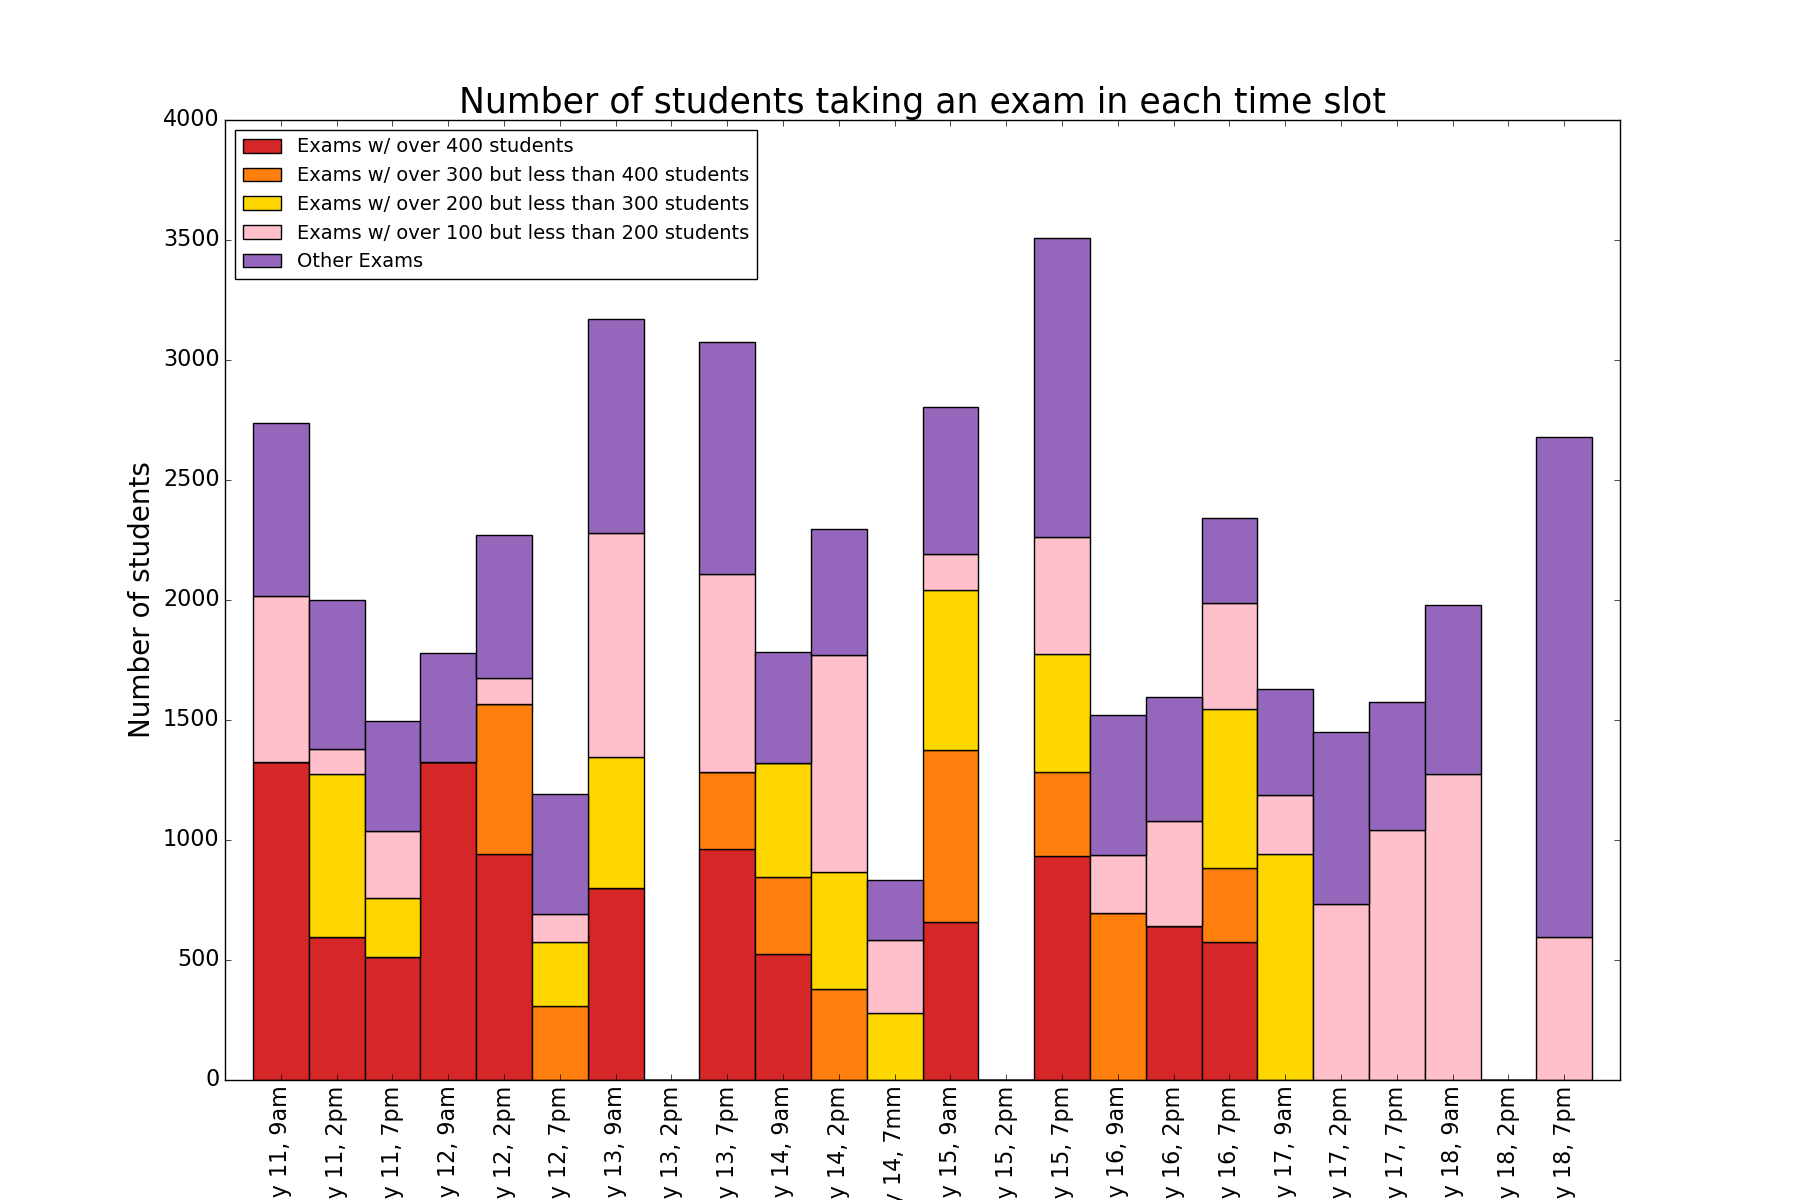 Number of students taking an exam in each time slot
Exams w/ over 400 students
Exams w/ over 300 but less than 400 students
Exams w/ over 200 but less than 300 students
Exams w/ over 100 but less than 200 students
Other Exams
Number of students
4000
3500
3000
2500
2000
1500
1000
500
0
y 11, 9am
y 11, 2pm
y 11, 7pm
y 12, 9am
y 12, 2pm
y 12, 7pm
y 13, 9am
y 13, 2pm
y 13, 7pm
y 14, 9am
y 14, 2pm
y 14, 7mm
y 15, 9am
y 15, 2pm
y 15, 7pm
y 16, 9am
y 16, 2pm
y 16, 7pm
y 17, 9am
y 17, 2pm
y 17, 7pm
y 18, 9am
y 18, 2pm
y 18, 7pm